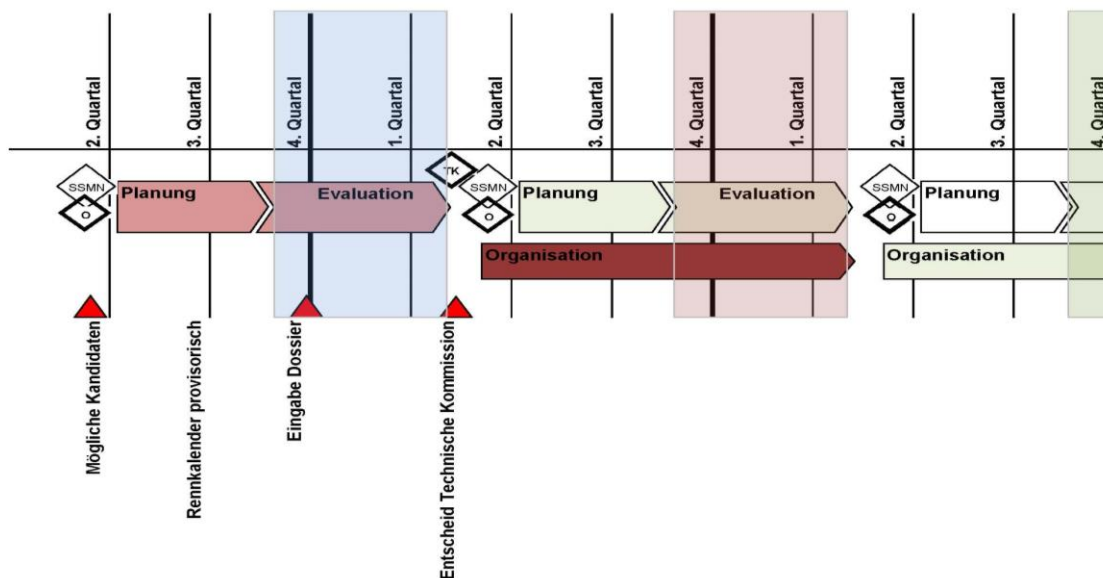 2. Quartal
3. Quartal
4. Quartal
1. Quartal
2. Quartal
3. Quartal
4. Quartal
1. Quartal
2. Quartal
3. Quartal
4. Quartal
TK
SSMN
O
Planung
Evaluation
SSMN
O
Planung
Evaluation
SSMN
O
Planung
Organisation
Organisation
Mögliche Kandidaten
Rennkalender provisorisch
Eingabe Dossier
Entscheid Technische Kommission